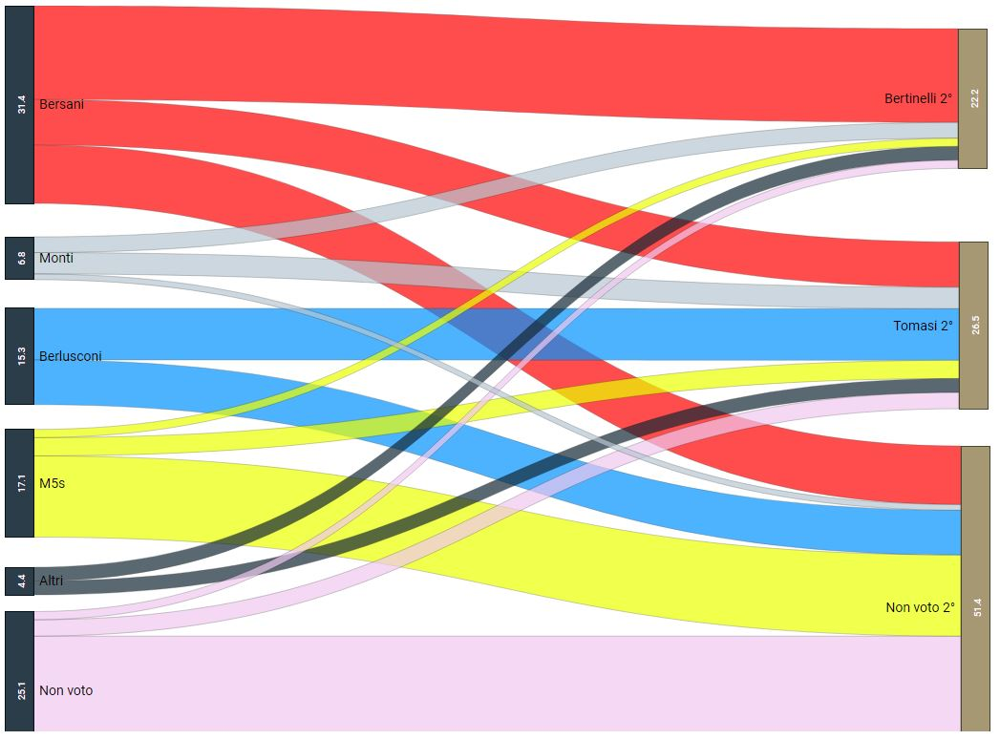 31.4
Bersani
6.8
Monti
15.3
Berlusconi
17.1
M5s
4.4
Altri
25.1
Non voto
Bertinelli 2°
22.2
Tomasi 2°
26.5
Non voto 2°
51.4